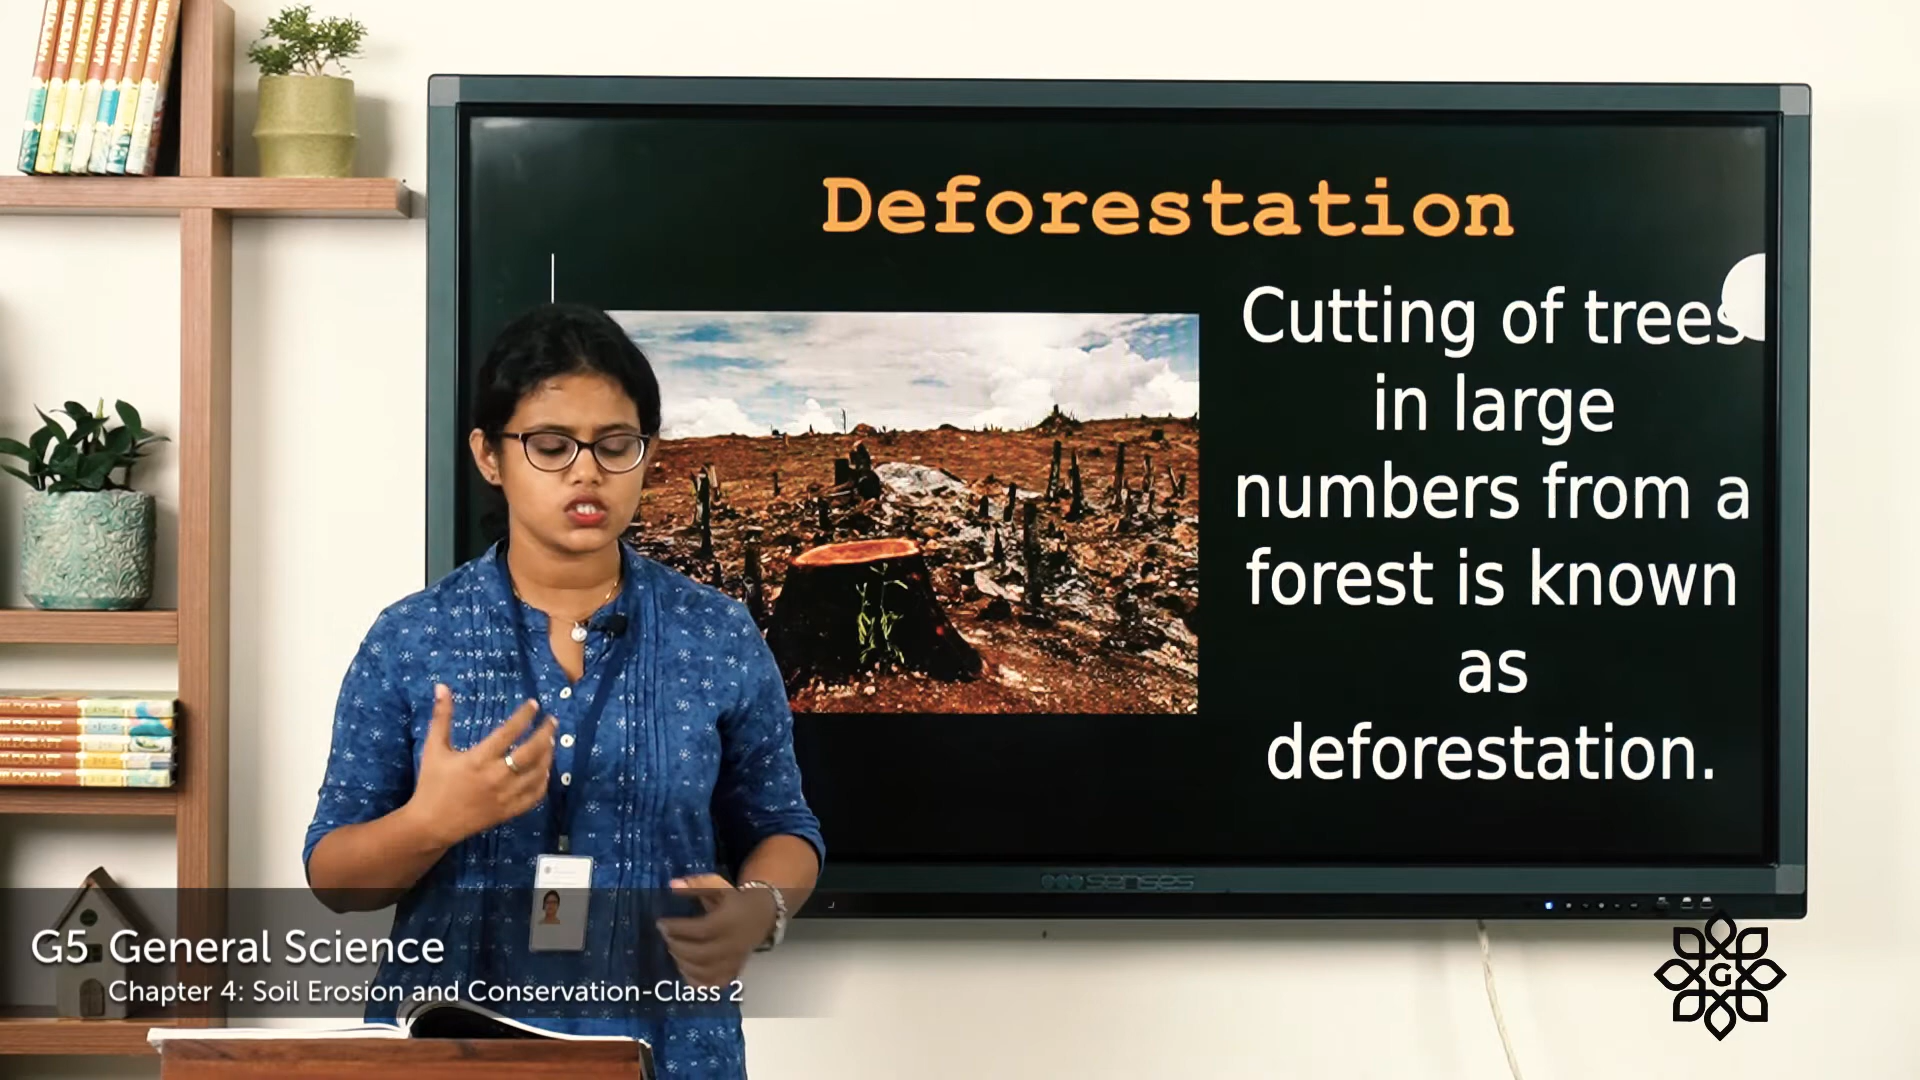 Deforestation
Cutting of trees
in large
numbers from a
forest is known
as
deforestation.
senses
G5 General Science
Chapter 4: Soil Erosion and Conservation-Class 2
G